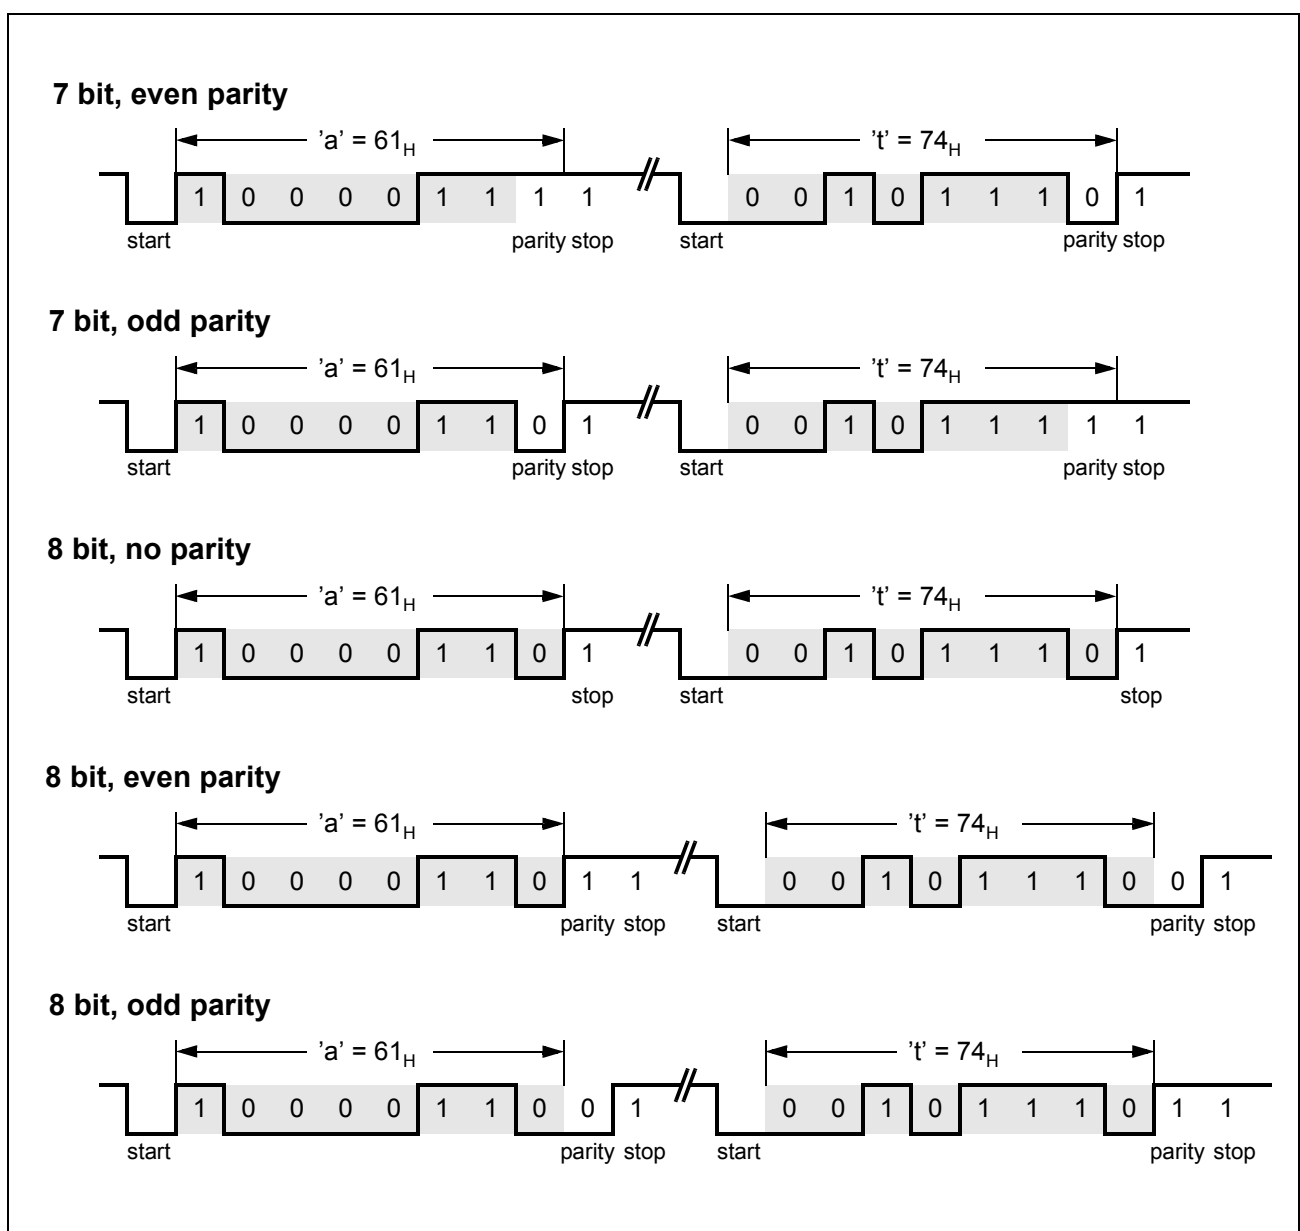 7 bit, even parity
’a’ = 61H ’t’ = 74H
1 0 0 0 0 1 1 1 1 0 0 1 0 1 1 1 0 1
start parity stop start parity stop
7 bit, odd parity
’a’ = 61H ’t’ = 74H
1 0 0 0 0 1 1 0 1 0 0 1 0 1 1 1 1 1
start parity stop start parity stop
8 bit, no parity
’a’ = 61H ’t’ = 74H
1 0 0 0 0 1 1 0 1 0 0 1 0 1 1 1 0 1
start stop start stop
8 bit, even parity
’a’ = 61H ’t’ = 74H
1 0 0 0 0 1 1 0 1 1 0 0 1 0 1 1 1 0 0 1
start parity stop start parity stop
8 bit, odd parity
’a’ = 61H ’t’ = 74H
1 0 0 0 0 1 1 0 0 1 0 0 1 0 1 1 1 0 1 1
start parity stop start parity stop